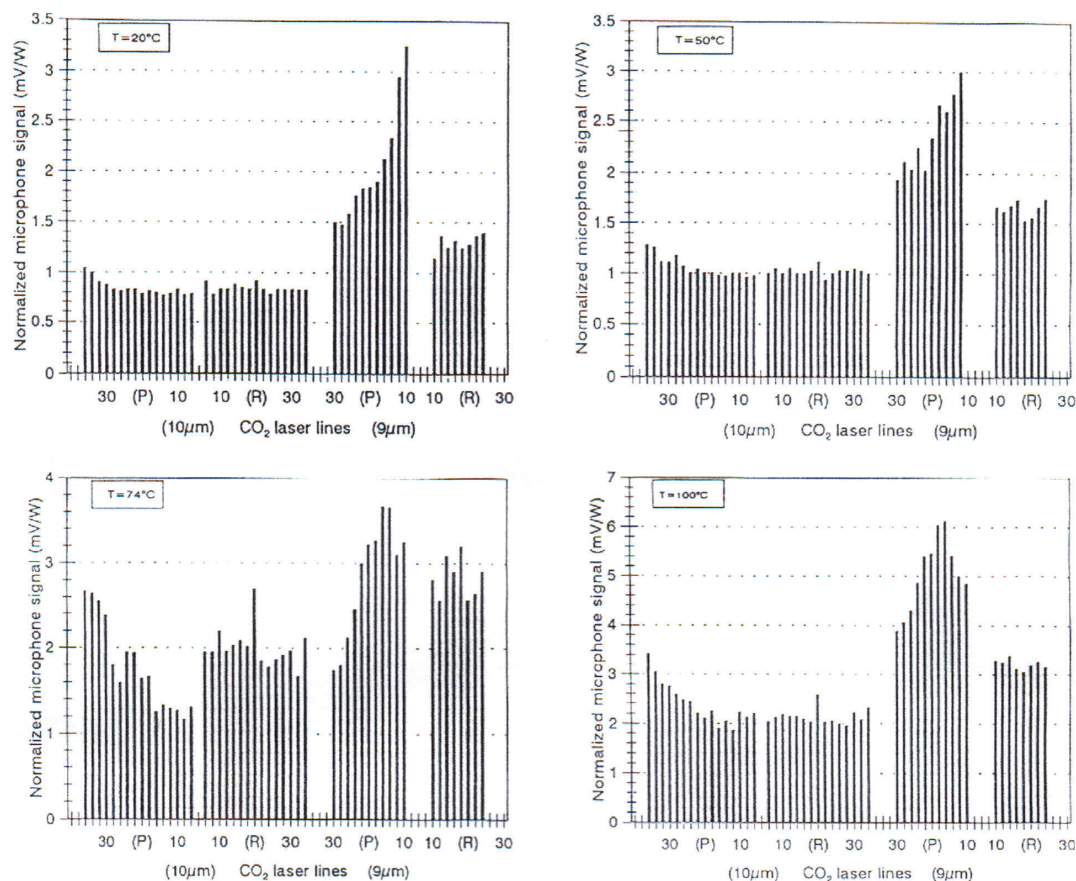 T=20°C
Normalized microphone signal (mV/W)
3.5
3
2.5
2
1.5
1
0.5
0
30 (P) 10 10 (R) 30 30 (P) 10 10 (R) 30
(10µm) CO₂ laser lines (9µm)
T=50°C
Normalized microphone signal (mV/W)
3.5
3
2.5
2
1.5
1
0.5
0
30 (P) 10 10 (R) 30 30 (P) 10 10 (R) 30
(10µm) CO₂ laser lines (9µm)
T=74°C
Normalized microphone signal (mV/W)
4
3
2
1
0
30 (P) 10 10 (R) 30 30 (P) 10 10 (R) 30
(10µm) CO₂ laser lines (9µm)
T=100°C
Normalized microphone signal (mV/W)
7
6
5
4
3
2
1
0
30 (P) 10 10 (R) 30 30 (P) 10 10 (R) 30
(10µm) CO₂ laser lines (9µm)